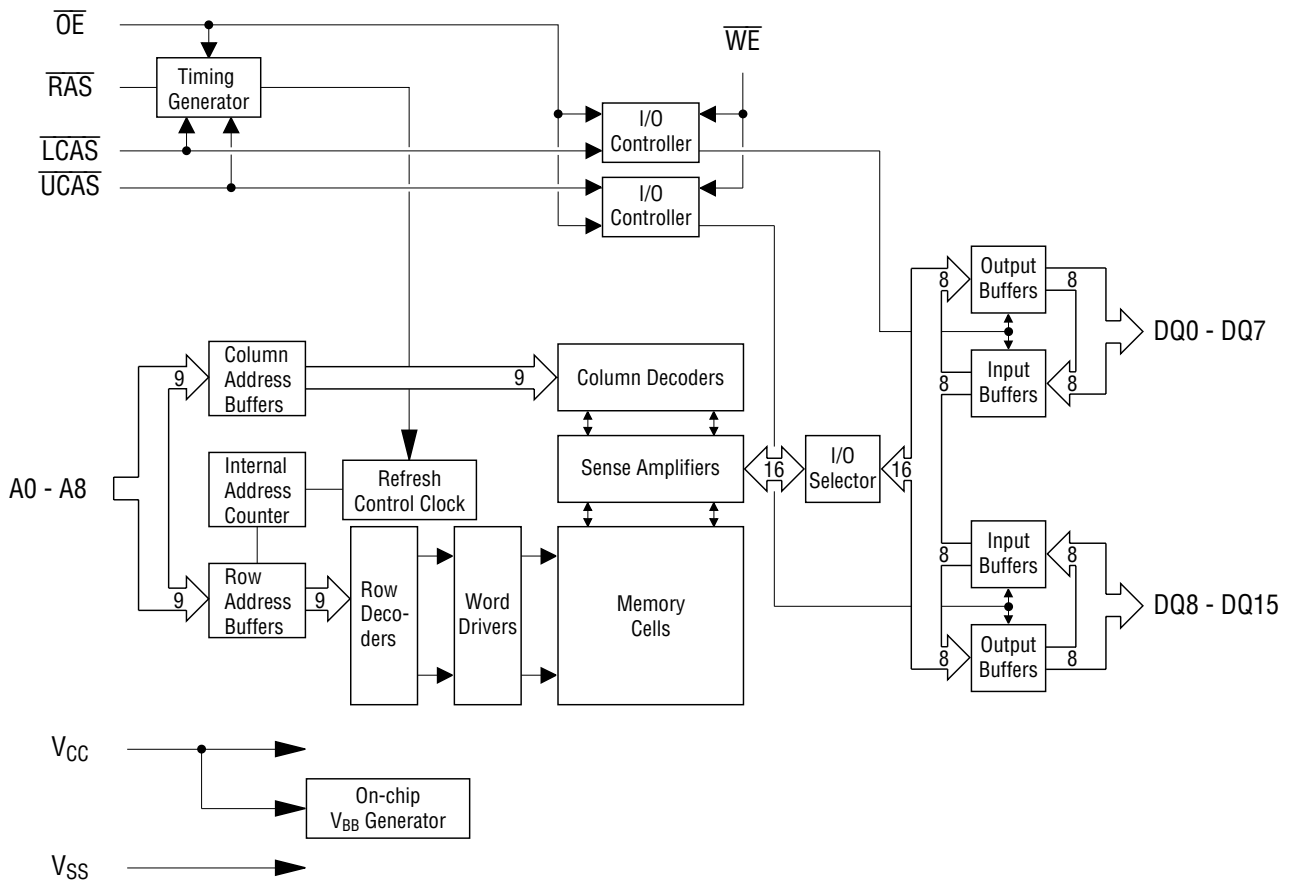 OE
WE
RAS
Timing
Generator
I/O
Controller
LCAS
UCAS
I/O
Controller
8
Output
Buffers
8
8
DQ0 - DQ7
Column
Address
Buffers
9
9
Column Decoders
8
Input
Buffers
8
A0 - A8
Internal
Address
Counter
Refresh
Control Clock
Sense Amplifiers
16
I/O
Selector
16
9
Row
Address
Buffers
9
Row
Deco-
ders
Word
Drivers
Memory
Cells
8
Input
Buffers
8
DQ8 - DQ15
8
Output
Buffers
8
VCC
On-chip
VBB Generator
VSS